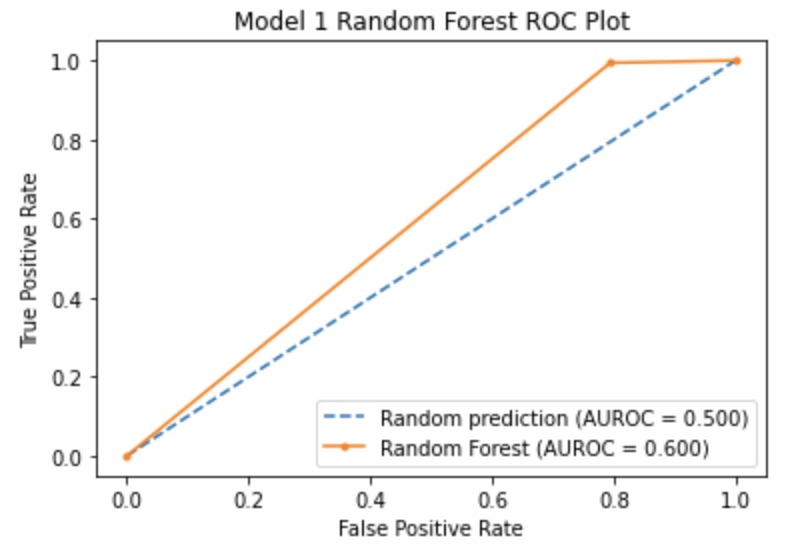 Model 1 Random Forest ROC Plot
1.0
0.8
0.6
0.4
0.2
0.0
True Positive Rate
Random prediction (AUROC = 0.500)
Random Forest (AUROC = 0.600)
0.0 0.2 0.4 0.6 0.8 1.0
False Positive Rate